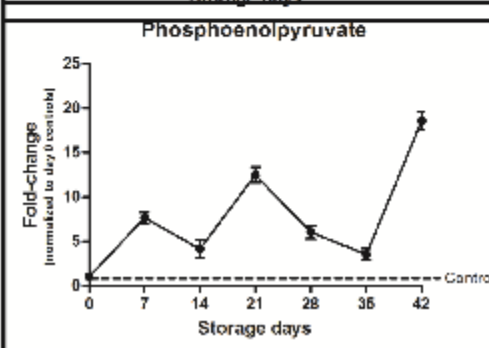 Phosphoenolpyruvate
25
20
15
10
5
0
Fold-change
(normalized to day 0 controls)
0 7 14 21 28 35 42
Contro
Storage days